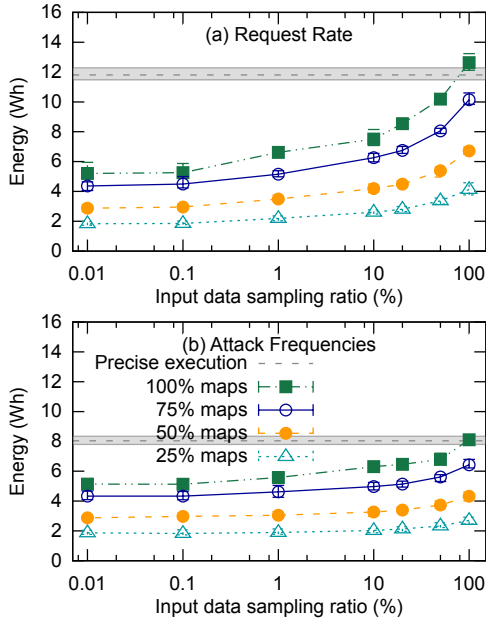 (a) Request Rate
Energy (Wh)
16
14
12
10
8
6
4
2
0
0.01 0.1 1 10 100
Input data sampling ratio (%)
(b) Attack Frequencies
Precise execution
100% maps
75% maps
50% maps
25% maps
Energy (Wh)
16
14
12
10
8
6
4
2
0
0.01 0.1 1 10 100
Input data sampling ratio (%)